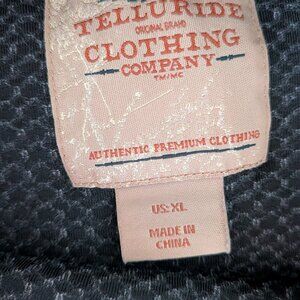 TELLURIDE
ORIGINAL BRAND
CLOTHING
COMPANY
TM/MC
AUTHENTIC PREMIUM CLOTHING
US: XL
MADE IN
CHINA